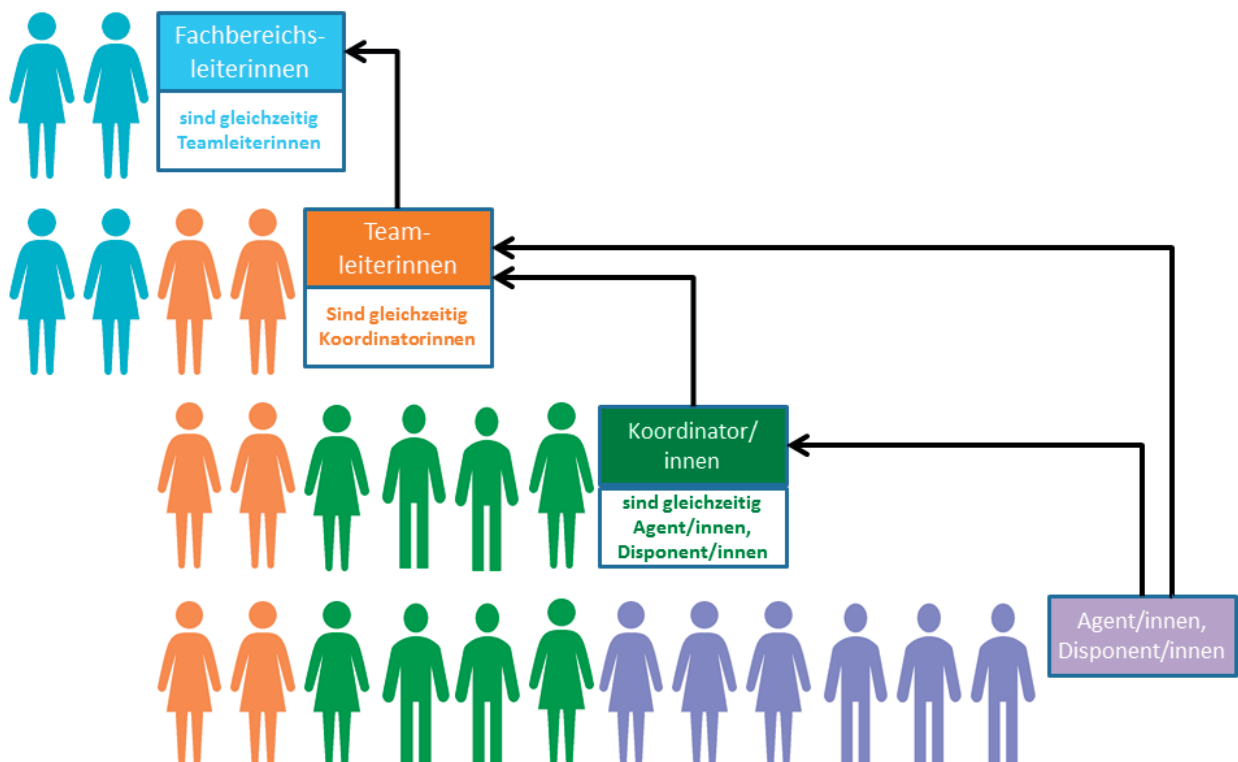 Fachbereichs-
leiterinnen
sind gleichzeitig
Teamleiterinnen
Team-
leiterinnen
Sind gleichzeitig
Koordinatorinnen
Koordinator/
innen
sind gleichzeitig
Agent/innen,
Disponent/innen
Agent/innen,
Disponent/innen